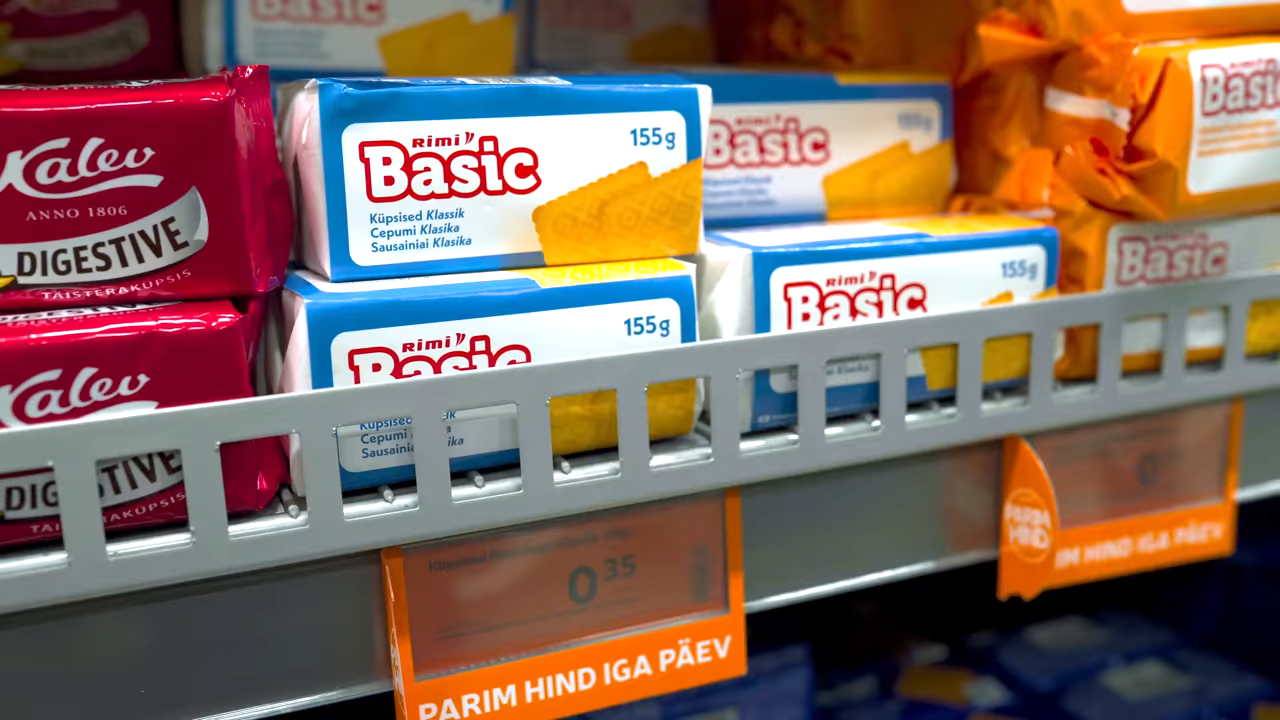 Basic
Kalev
ANNO 1806
DIGESTIVE
TÄISTERAKÜPSIS
Rimi
Basic
155g
Küpsised Klassik
Cepumi Klasika
Sausainiai Klasika
Rimi
Basic
155g
Basic
Kalev
DIGESTIVE
TÄISTERAKÜPSIS
Rimi
Basic
155g
Küpsised
Cepumi Klasika
Sausainiai Klasika
Rimi
Basic
155g
Basic
0 35
PARIM HIND IGA PÄEV
PARIM HIND
PARIM HIND IGA PÄEV